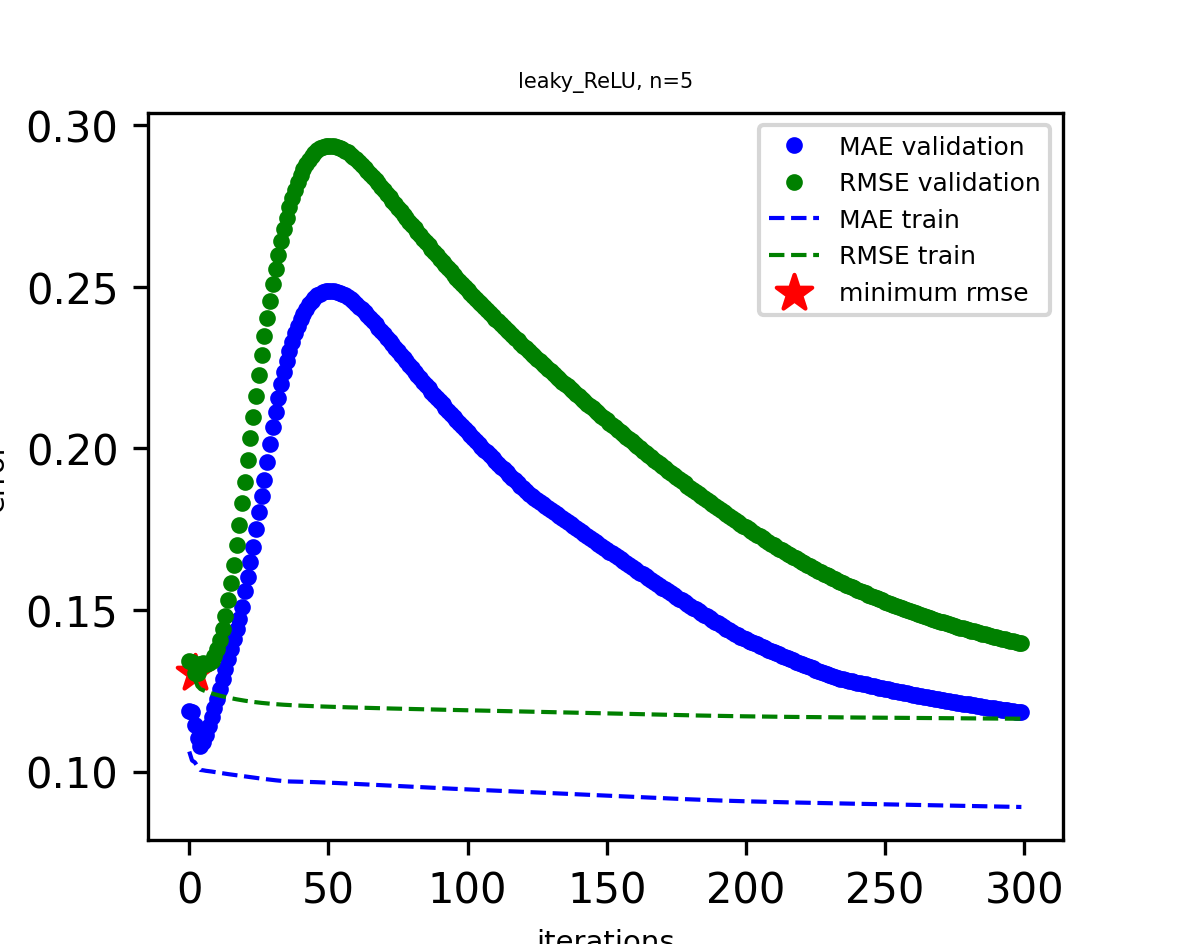 leaky_ReLU, n=5
0.30
0.25
0.20
0.15
0.10
MAE validation
RMSE validation
MAE train
RMSE train
minimum rmse
0 50 100 150 200 250 300
iterations